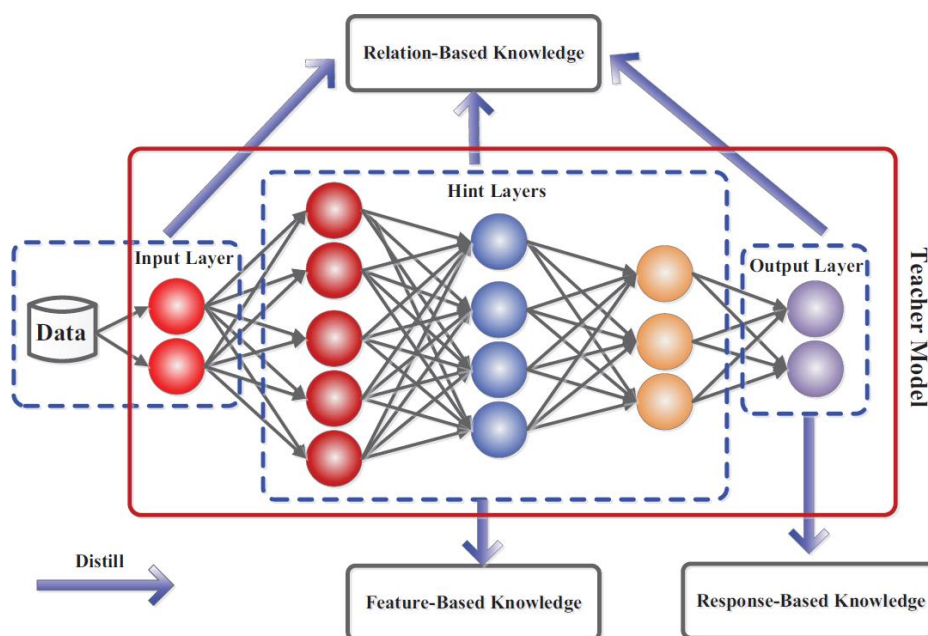 Relation-Based Knowledge
Hint Layers
Input Layer
Output Layer
Data
Teacher Model
Distill
Feature-Based Knowledge
Response-Based Knowledge